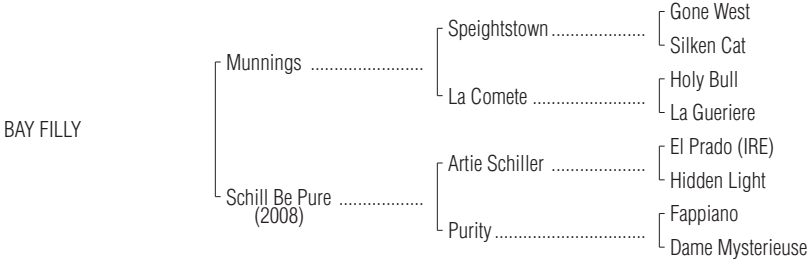 Gone West
Speightstown ......................
Silken Cat
Munnings ..........................
Holy Bull
La Comete ..........................
La Gueriere
BAY FILLY
El Prado (IRE)
Artie Schiller ......................
Hidden Light
Schill Be Pure ....................
(2008)
Fappiano
Purity ...................................
Dame Mysterieuse